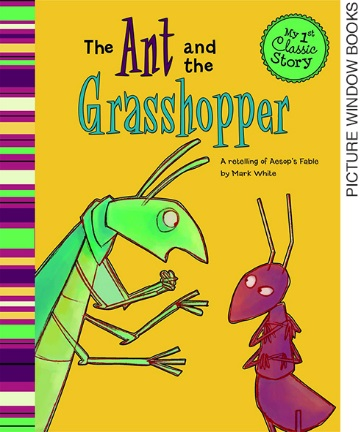 The Ant and
the
Grasshopper
My 1st
Classic
Story
A retelling of Aesop's Fable
by Mark White
PICTURE WINDOW BOOKS